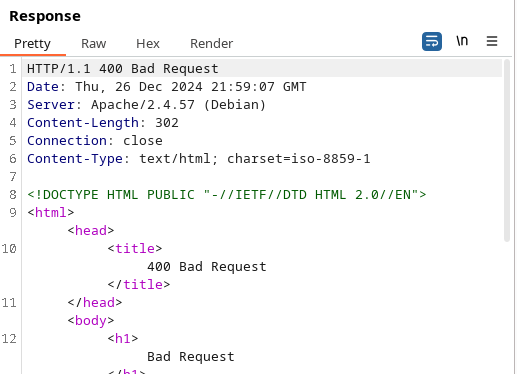 Response
Pretty Raw Hex Render \n
1 HTTP/1.1 400 Bad Request
2 Date: Thu, 26 Dec 2024 21:59:07 GMT
3 Server: Apache/2.4.57 (Debian)
4 Content-Length: 302
5 Connection: close
6 Content-Type: text/html; charset=iso-8859-1
7
8 <!DOCTYPE HTML PUBLIC "-//IETF//DTD HTML 2.0//EN">
9 <html>
<head>
10 <title>
400 Bad Request
</title>
11 </head>
<body>
12 <h1>
Bad Request
</h1>